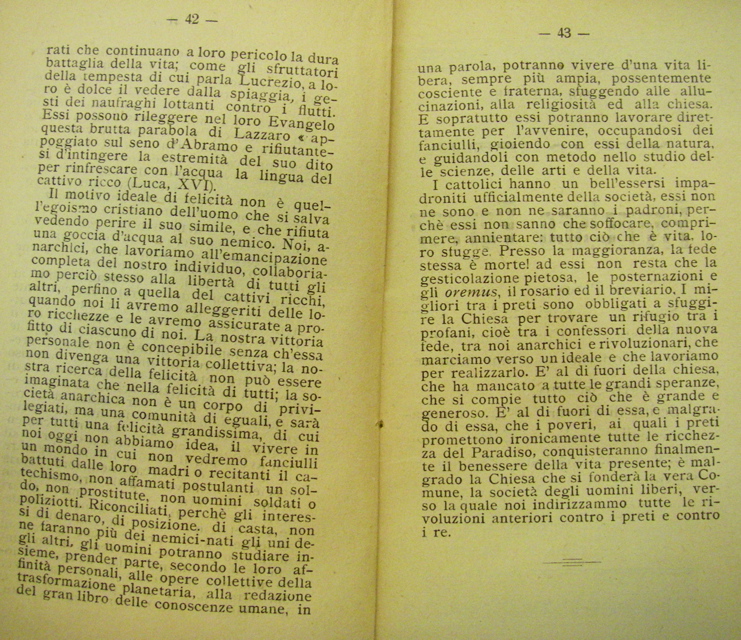 — 42 —
rati che continuano a loro pericolo la dura
battaglia della vita; come gli sfruttatori
della tempesta di cui parla Lucrezio, a lo-
ro è dolce il vedere dalla spiaggia, i ge-
sti dei naufraghi lottanti contro i flutti.
Essi possono rileggere nel loro Evangelo
questa brutta parabola di Lazzaro « ap-
poggiato sul seno d'Abramo e rifiutante-
si d'intingere la estremità del suo dito
per rinfrescare con l'acqua la lingua del
cattivo ricco (Luca, XVI).
Il motivo ideale di felicità non è quel-
l'egoismo cristiano dell'uomo che si salva
vedendo perire il suo simile, e che rifiuta
una goccia d'acqua al suo nemico. Noi, a-
narchici, che lavoriamo all'emancipazione
completa del nostro individuo, collaboria-
mo perciò stesso alla libertà di tutti gli
altri, perfino a quella del cattivi ricchi,
quando noi li avremo alleggeriti delle lo-
ro ricchezze e le avremo assicurate a pro-
fitto di ciascuno di noi. La nostra vittoria
personale non è concepibile senza ch'essa
non divenga una vittoria collettiva; la no-
stra ricerca della felicità non può essere
imaginata che nella felicità di tutti; la so-
cietà anarchica non è un corpo di privi-
legiati, ma una comunità di eguali, e sarà
per tutti una felicità grandissima, di cui
noi oggi non abbiamo idea, il vivere in
un mondo in cui non vedremo fanciulli
battuti dalle loro madri o recitanti il ca-
techismo, non affamati postulanti un sol-
do, non prostitute, non uomini soldati o
poliziotti. Riconciliati, perchè gli interes-
si di denaro, di posizione. di casta, non
ne faranno più dei nemici-nati gli uni de-
gli altri, gli uomini potranno studiare in-
sieme, prender parte, secondo le loro af-
finità personali, alle opere collettive della
trasformazione planetaria, alla redazione
del gran libro delle conoscenze umane, in
— 43 —
una parola, potranno vivere d'una vita li-
bera, sempre più ampia, possentemente
cosciente e fraterna, sfuggendo alle allu-
cinazioni, alla religiosità ed alla chiesa.
E sopratutto essi potranno lavorare diret-
tamente per l'avvenire, occupandosi dei
fanciulli, gioiendo con essi della natura,
e guidandoli con metodo nello studio del-
le scienze, delle arti e della vita.
I cattolici hanno un bell'essersi impa-
droniti ufficialmente della società, essi non
ne sono e non ne saranno i padroni, per-
chè essi non sanno che soffocare, compri-
mere, annientare: tutto ciò che è vita, lo-
ro sfugge. Presso la maggioranza, la fede
stessa è morte! ad essi non resta che la
gesticolazione pietosa, le posternazioni e
gli oremus, il rosario ed il breviario. I mi-
gliori tra i preti sono obbligati a sfuggi-
re la Chiesa per trovare un rifugio tra i
profani, cioè tra i confessori della nuova
fede, tra noi anarchici e rivoluzionari, che
marciamo verso un ideale e che lavoriamo
per realizzarlo. E' al di fuori della chiesa,
che ha mancato a tutte le grandi speranze,
che si compie tutto ciò che è grande e
generoso. E' al di fuori di essa, e malgra-
do di essa, che i poveri, ai quali i preti
promettono ironicamente tutte le ricchez-
za del Paradiso, conquisteranno finalmen-
te il benessere della vita presente; è mal-
grado la Chiesa che si fonderà la vera Co-
mune, la società degli uomini liberi, ver-
so la quale noi indirizzammo tutte le ri-
voluzioni anteriori contro i preti e contro
i re.